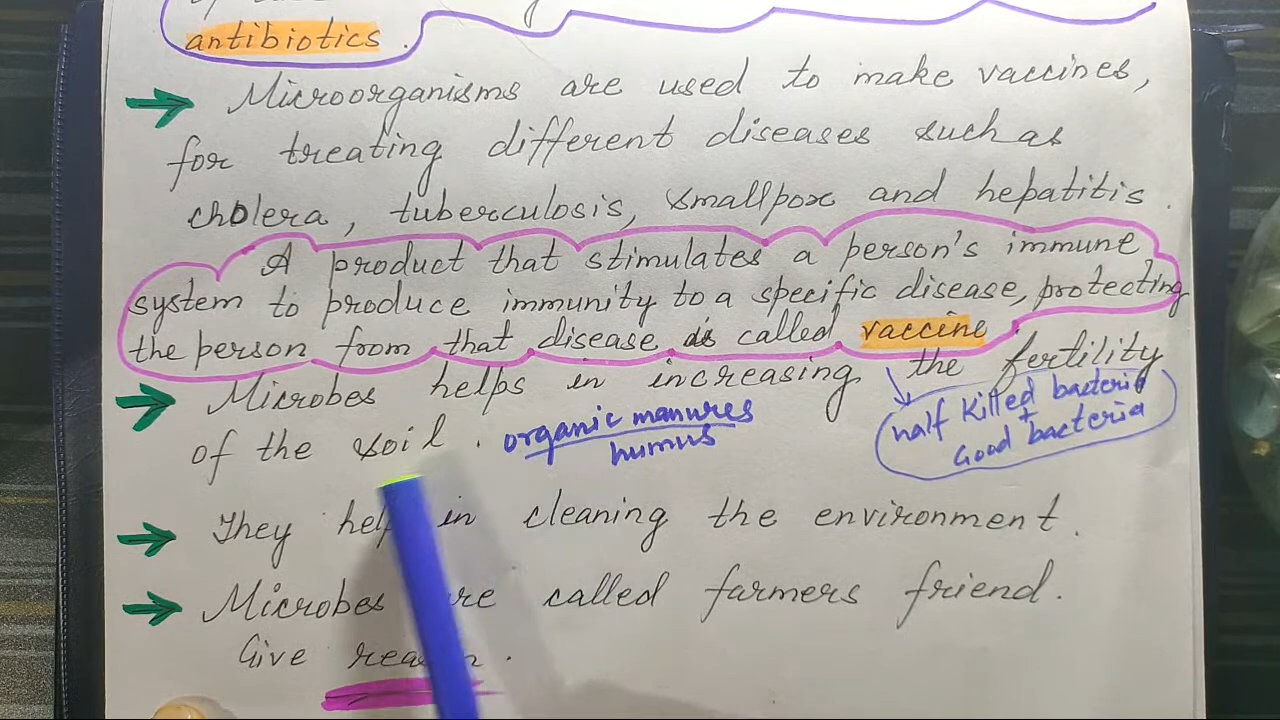 antibiotics.
Microorganisms are used to make vaccines,
for treating different diseases such as
cholera, tuberculosis, smallpox and hepatitis.
A product that stimulates a person's immune
system to produce immunity to a specific disease, protecting
the person from that disease is called vaccine.
Microbes helps in increasing the fertility
of the soil. organic manures
humus
half killed bacteria
+
Good bacteria
They help in cleaning the environment.
Microbes are called farmers friend.
Give reason.